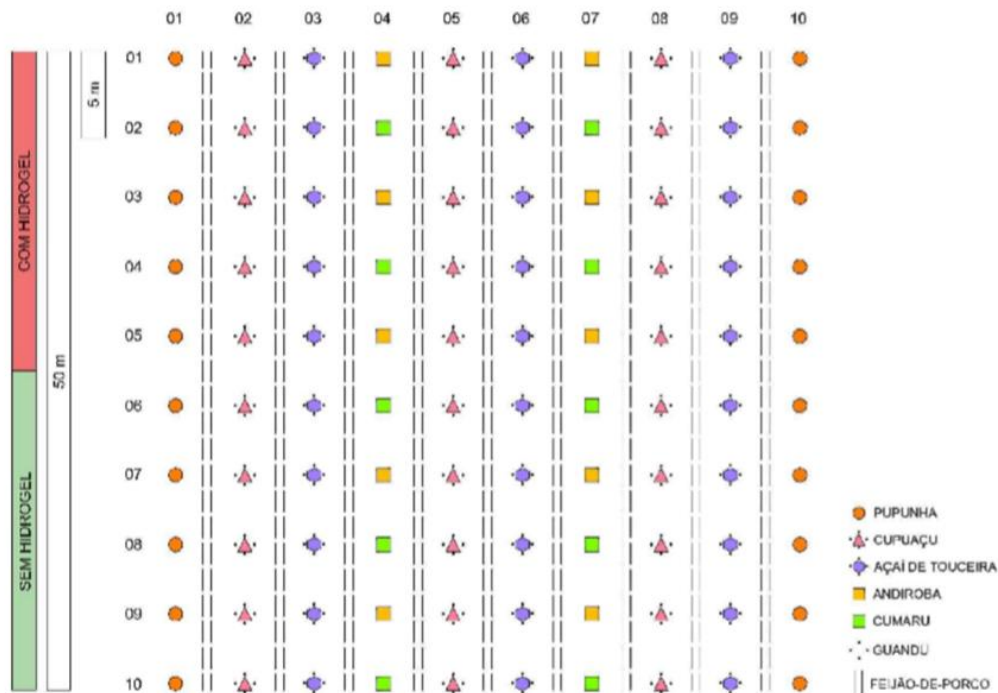 01 02 03 04 05 06 07 08 09 10
01
02
03
04
05
06
07
08
09
10
COM HIDROGEL
SEM HIDROGEL
50 m
5 m
PUPUNHA
CUPUAÇU
AÇAÍ DE TOUCEIRA
ANDIROBA
CUMARU
GUANDU
FEIJÃO-DE-PORCO